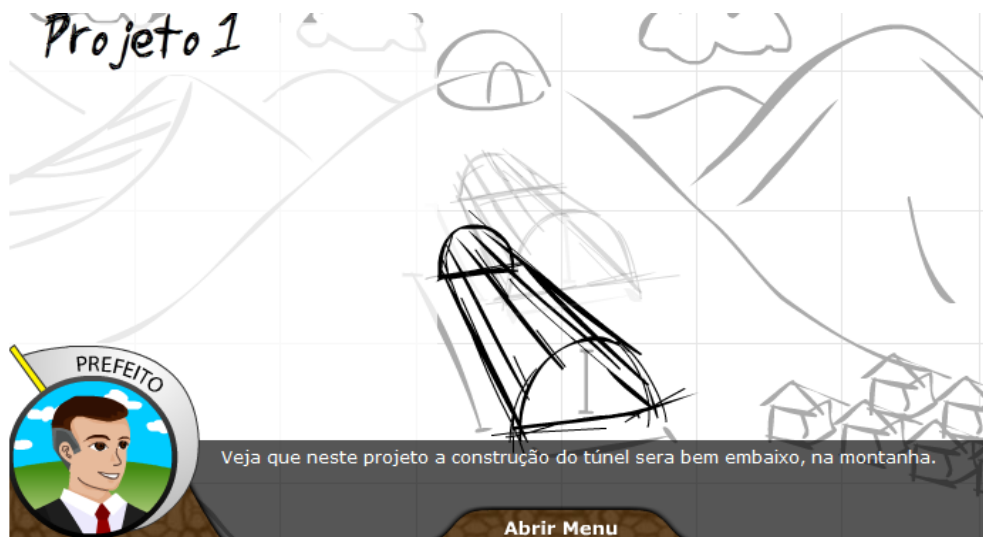 Projeto 1
PREFEITO
Veja que neste projeto a construção do túnel sera bem embaixo, na montanha.
Abrir Menu